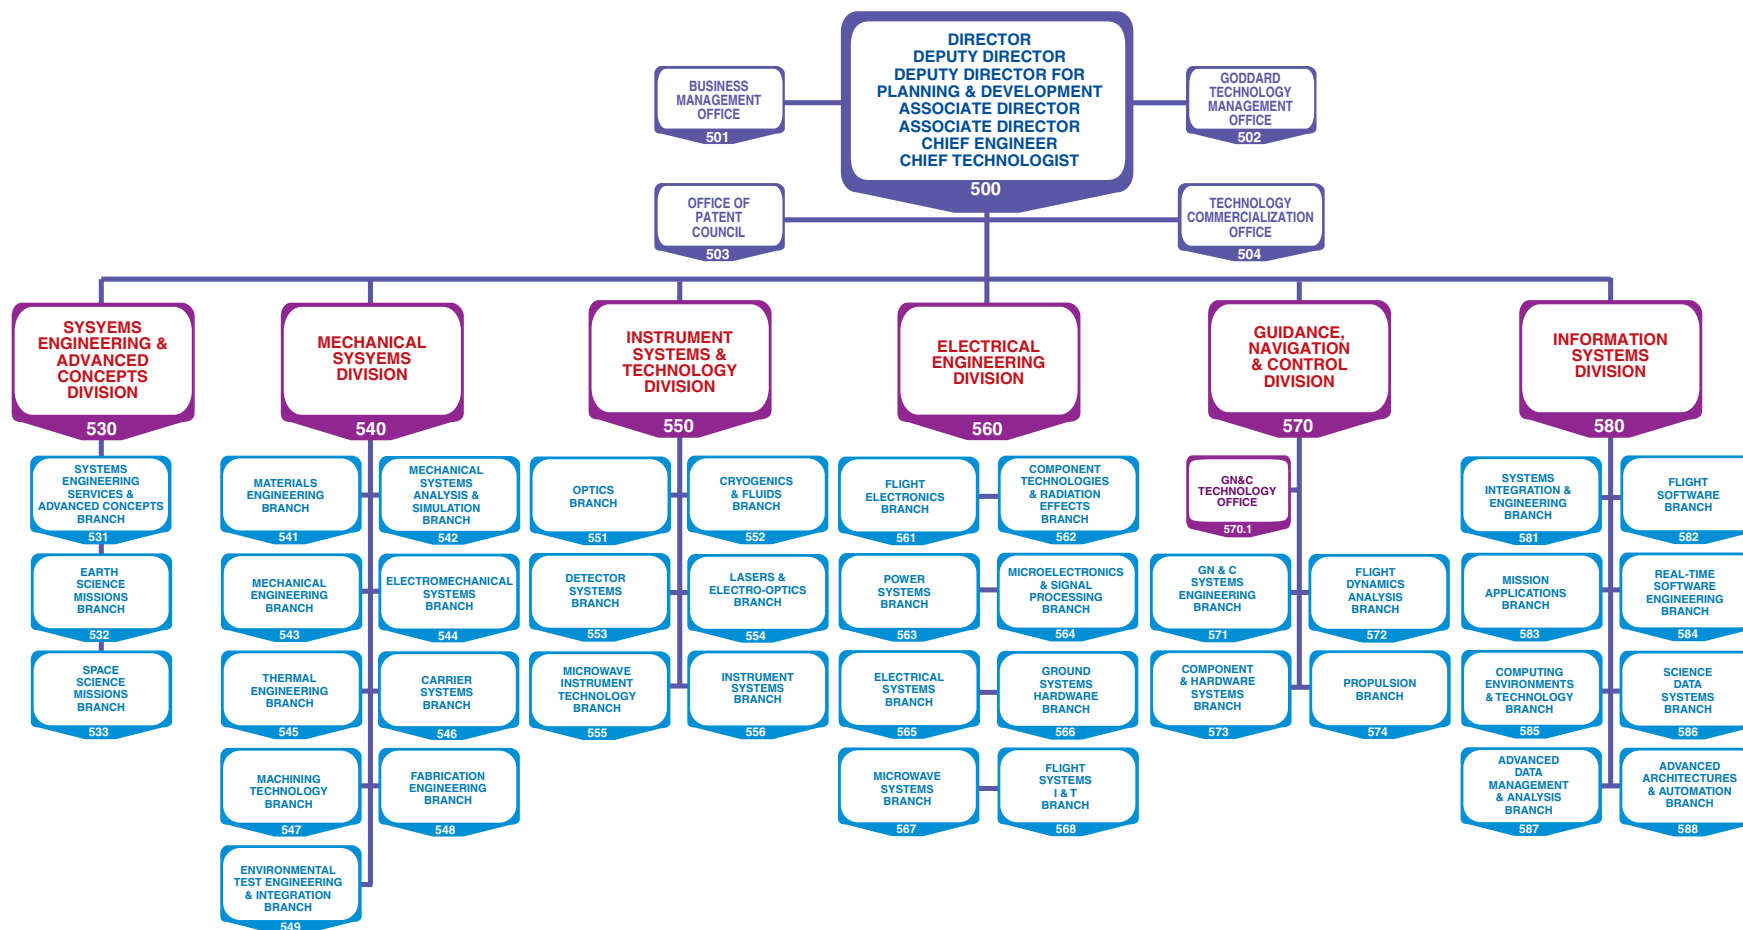 DIRECTOR
DEPUTY DIRECTOR
DEPUTY DIRECTOR FOR
PLANNING & DEVELOPMENT
ASSOCIATE DIRECTOR
ASSOCIATE DIRECTOR
CHIEF ENGINEER
CHIEF TECHNOLOGIST
500
BUSINESS
MANAGEMENT
OFFICE
501
GODDARD
TECHNOLOGY
MANAGEMENT
OFFICE
502
OFFICE OF
PATENT
COUNCIL
503
TECHNOLOGY
COMMERCIALIZATION
OFFICE
504
SYSYEMS
ENGINEERING &
ADVANCED
CONCEPTS
DIVISION
530
MECHANICAL
SYSYEMS
DIVISION
540
INSTRUMENT
SYSTEMS &
TECHNOLOGY
DIVISION
550
ELECTRICAL
ENGINEERING
DIVISION
560
GUIDANCE,
NAVIGATION
& CONTROL
DIVISION
570
INFORMATION
SYSTEMS
DIVISION
580
SYSTEMS
ENGINEERING
SERVICES &
ADVANCED CONCEPTS
BRANCH
531
EARTH
SCIENCE
MISSIONS
BRANCH
532
SPACE
SCIENCE
MISSIONS
BRANCH
533
MATERIALS
ENGINEERING
BRANCH
541
MECHANICAL
SYSTEMS
ANALYSIS &
SIMULATION
BRANCH
542
MECHANICAL
ENGINEERING
BRANCH
543
ELECTROMECHANICAL
SYSTEMS
BRANCH
544
THERMAL
ENGINEERING
BRANCH
545
CARRIER
SYSTEMS
BRANCH
546
MACHINING
TECHNOLOGY
BRANCH
547
FABRICATION
ENGINEERING
BRANCH
548
ENVIRONMENTAL
TEST ENGINEERING
& INTEGRATION
BRANCH
549
OPTICS
BRANCH
551
CRYOGENICS
& FLUIDS
BRANCH
552
DETECTOR
SYSTEMS
BRANCH
553
LASERS &
ELECTRO-OPTICS
BRANCH
554
MICROWAVE
INSTRUMENT
TECHNOLOGY
BRANCH
555
INSTRUMENT
SYSTEMS
BRANCH
556
FLIGHT
ELECTRONICS
BRANCH
561
COMPONENT
TECHNOLOGIES
& RADIATION
EFFECTS
BRANCH
562
POWER
SYSTEMS
BRANCH
563
MICROELECTRONICS
& SIGNAL
PROCESSING
BRANCH
564
ELECTRICAL
SYSTEMS
BRANCH
565
GROUND
SYSTEMS
HARDWARE
BRANCH
566
MICROWAVE
SYSTEMS
BRANCH
567
FLIGHT
SYSTEMS
I & T
BRANCH
568
GN&C
TECHNOLOGY
OFFICE
570.1
GN & C
SYSTEMS
ENGINEERING
BRANCH
571
FLIGHT
DYNAMICS
ANALYSIS
BRANCH
572
COMPONENT
& HARDWARE
SYSTEMS
BRANCH
573
PROPULSION
BRANCH
574
SYSTEMS
INTEGRATION &
ENGINEERING
BRANCH
581
FLIGHT
SOFTWARE
BRANCH
582
MISSION
APPLICATIONS
BRANCH
583
REAL-TIME
SOFTWARE
ENGINEERING
BRANCH
584
COMPUTING
ENVIRONMENTS
& TECHNOLOGY
BRANCH
585
SCIENCE
DATA
SYSTEMS
BRANCH
586
ADVANCED
DATA
MANAGEMENT
& ANALYSIS
BRANCH
587
ADVANCED
ARCHITECTURES
& AUTOMATION
BRANCH
588